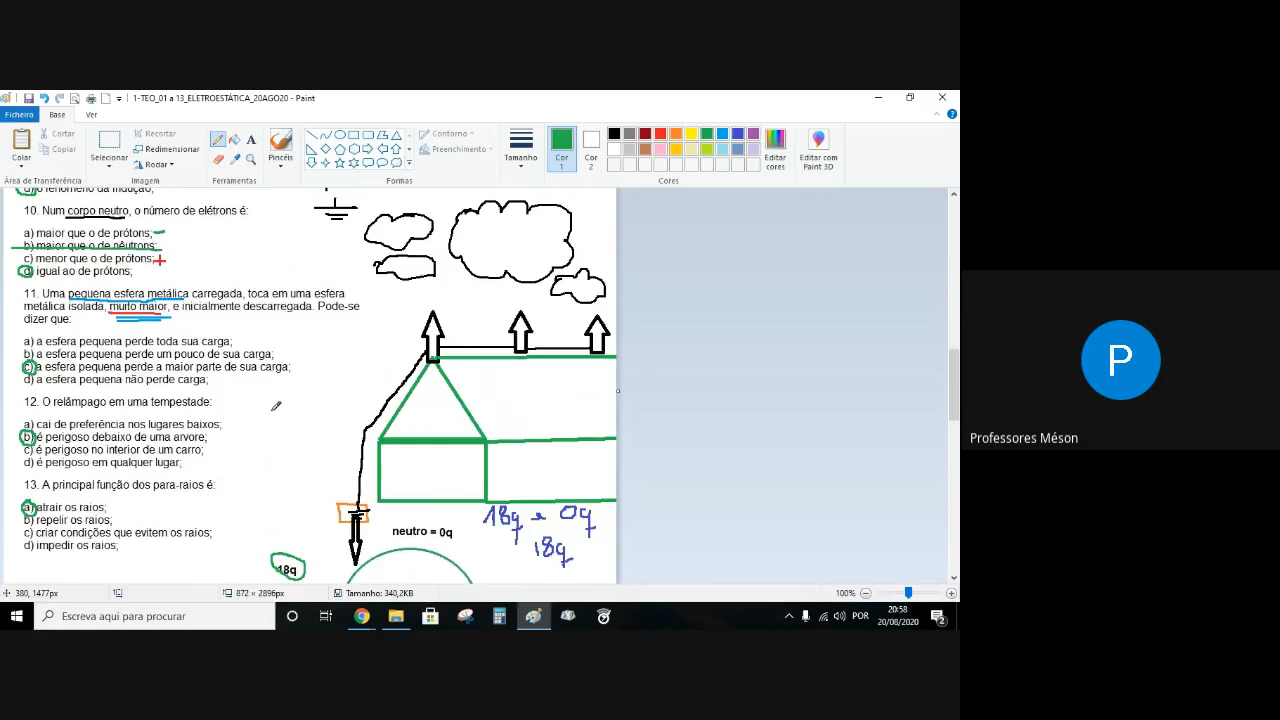 1-TEO_01 a 13_ELETROESTÁTICA_20AGO20 - Paint
Ficheiro Base Ver
Colar
Cortar
Copiar
Área de Transferência
Selecionar
Recortar
Redimensionar
Rodar
Imagem
A
Ferramentas
Pincéis
Contorno
Preenchimento
Formas
Tamanho
Cor 1
Cor 2
Editar cores
Cores
Editar com Paint 3D
d) o fenômeno da indução;
10. Num corpo neutro, o número de elétrons é:
a) maior que o de prótons; -
b) maior que o de nêutrons;
c) menor que o de prótons; +
d) igual ao de prótons;
11. Uma pequena esfera metálica carregada, toca em uma esfera
metálica isolada, muito maior, e inicialmente descarregada. Pode-se
dizer que:
a) a esfera pequena perde toda sua carga;
b) a esfera pequena perde um pouco de sua carga;
c) a esfera pequena perde a maior parte de sua carga;
d) a esfera pequena não perde carga;
12. O relâmpago em uma tempestade:
a) cai de preferência nos lugares baixos;
b) é perigoso debaixo de uma arvore;
c) é perigoso no interior de um carro;
d) é perigoso em qualquer lugar;
13. A principal função dos para-raios é:
a) atrair os raios;
b) repelir os raios;
c) criar condições que evitem os raios;
d) impedir os raios;
neutro = 0q
18q
18q e 0q
18q
380, 1477px
872 × 2896px
Tamanho: 340,2KB
100%
Escreva aqui para procurar
POR
20:58
20/08/2020
2
P
Professores Méson